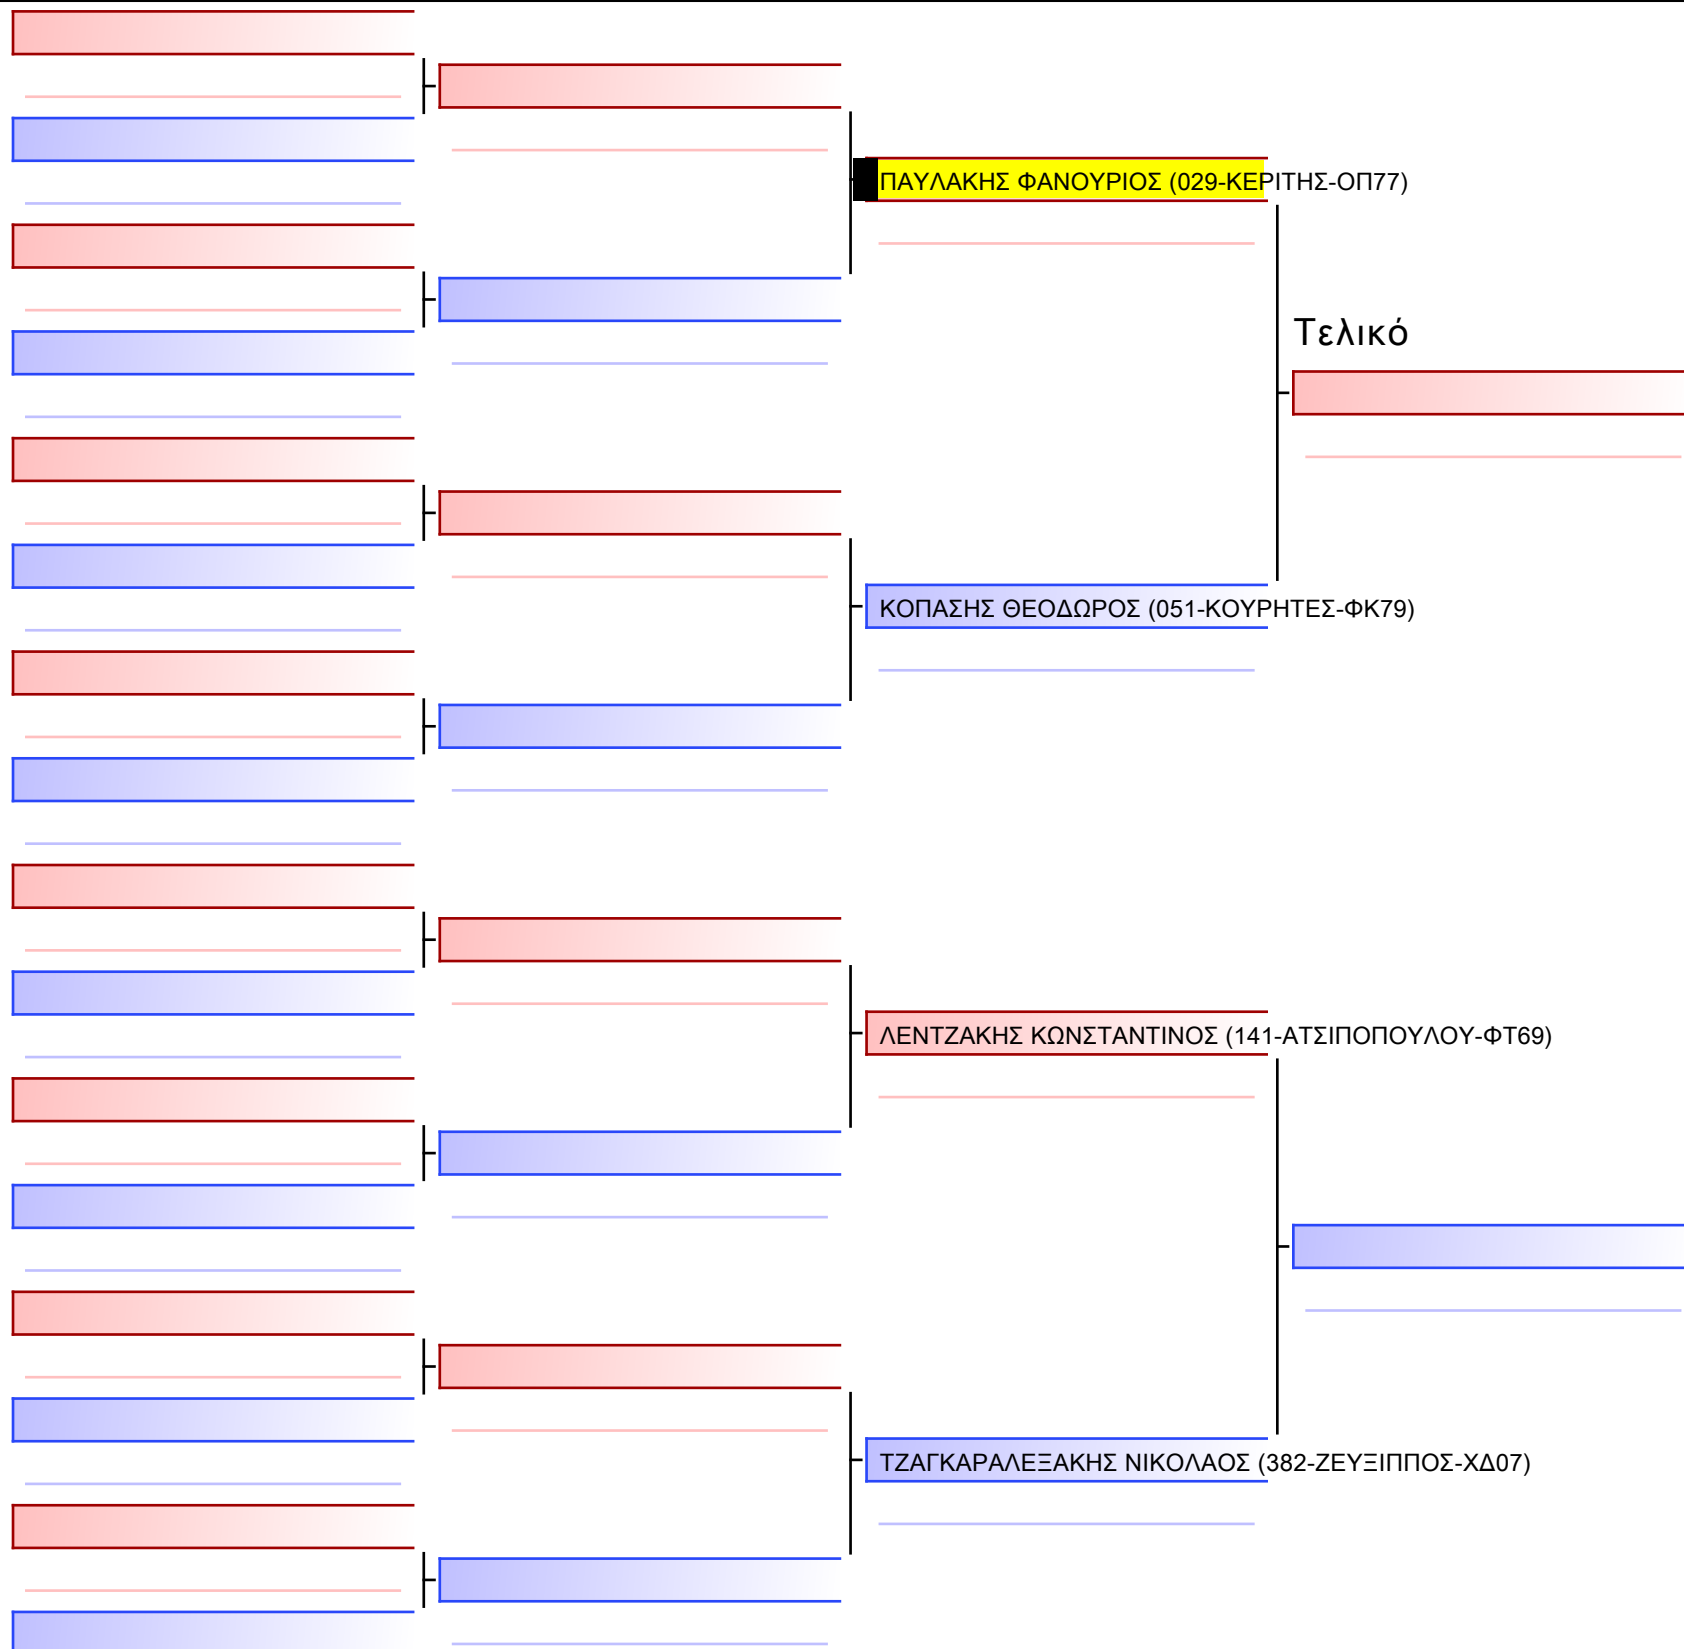 ΠΑΥΛΑΚΗΣ ΦΑΝΟΥΡΙΟΣ (029-ΚΕΡΙΤΗΣ-ΟΠ77)
Τελικό
ΚΟΠΑΣΗΣ ΘΕΟΔΩΡΟΣ (051-ΚΟΥΡΗΤΕΣ-ΦΚ79)
ΛΕΝΤΖΑΚΗΣ ΚΩΝΣΤΑΝΤΙΝΟΣ (141-ΑΤΣΙΠΟΠΟΥΛΟΥ-ΦΤ69)
ΤΖΑΓΚΑΡΑΛΕΞΑΚΗΣ ΝΙΚΟΛΑΟΣ (382-ΖΕΥΞΙΠΠΟΣ-ΧΔ07)